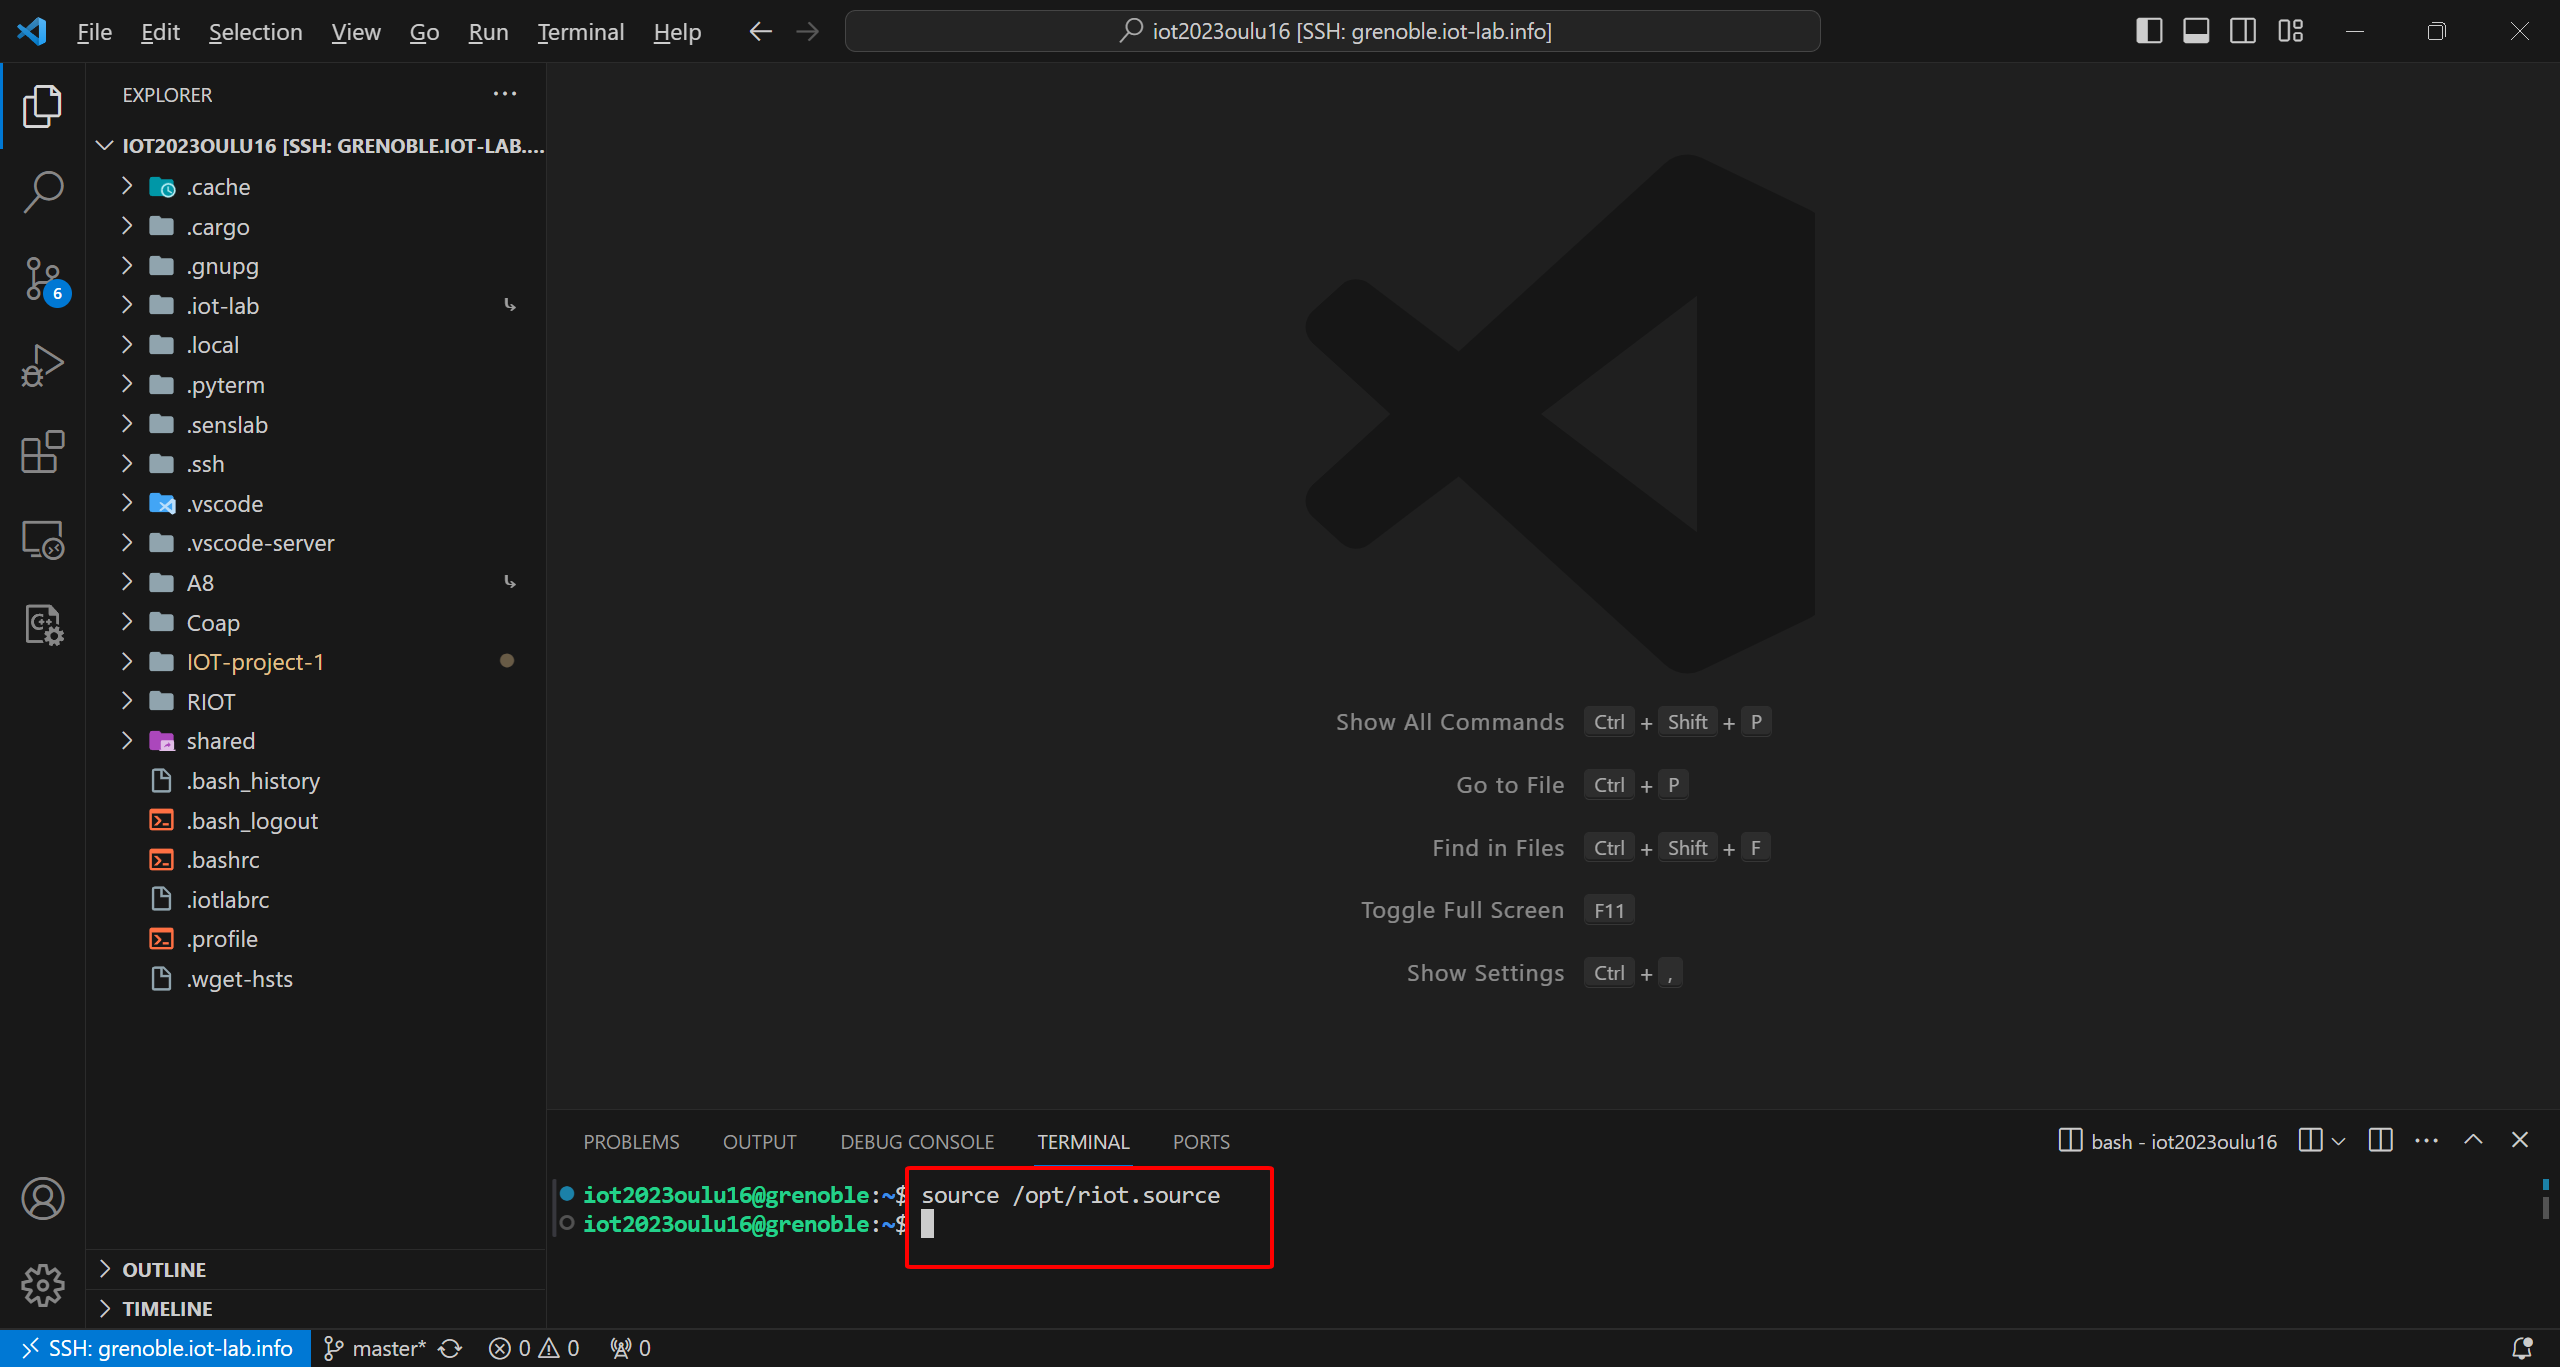 File Edit Selection View Go Run Terminal Help
iot2023oulu16 [SSH: grenoble.iot-lab.info]
EXPLORER
IOT2023OULU16 [SSH: GRENOBLE.IOT-LAB....
.cache
.cargo
.gnupg
.iot-lab
.local
.pyterm
.senslab
.ssh
.vscode
.vscode-server
A8
Coap
IOT-project-1
RIOT
shared
.bash_history
.bash_logout
.bashrc
.iotlabrc
.profile
.wget-hsts
OUTLINE
TIMELINE
6
Show All Commands Ctrl + Shift + P
Go to File Ctrl + P
Find in Files Ctrl + Shift + F
Toggle Full Screen F11
Show Settings Ctrl + ,
PROBLEMS OUTPUT DEBUG CONSOLE TERMINAL PORTS
bash - iot2023oulu16
iot2023oulu16@grenoble:~$ source /opt/riot.source
iot2023oulu16@grenoble:~$
SSH: grenoble.iot-lab.info master* 0 0 0